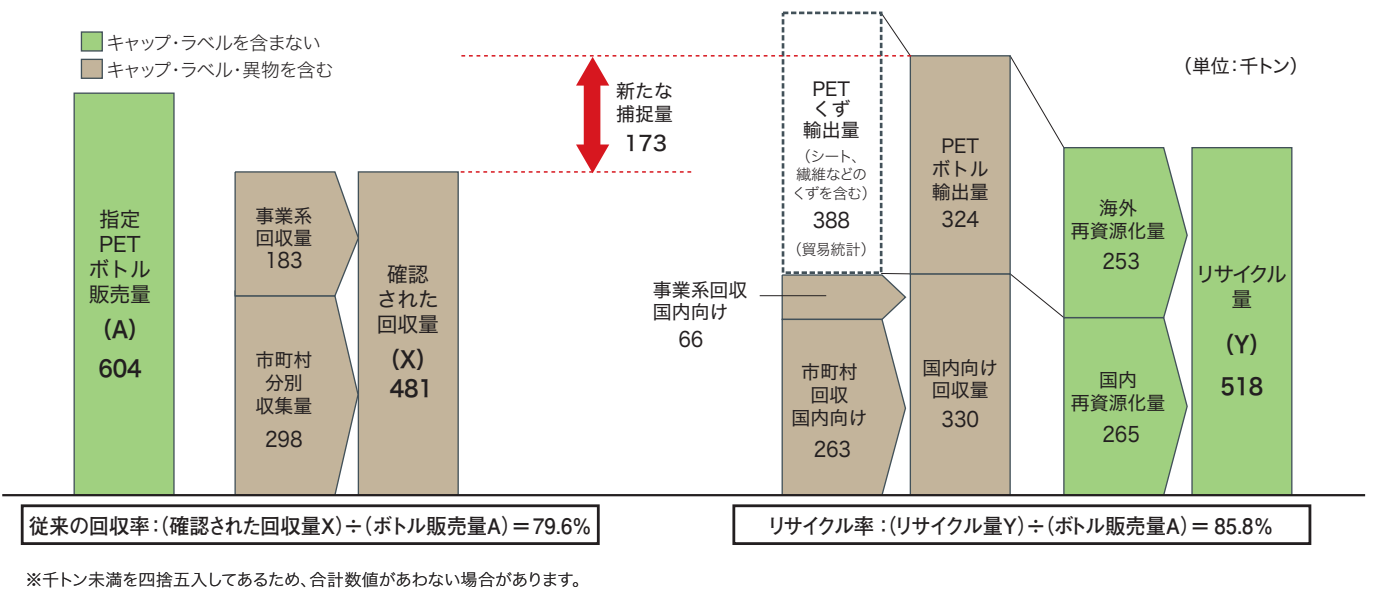 キャップ・ラベルを含まない
キャップ・ラベル・異物を含む
(単位:千トン)
指定
PET
ボトル
販売量
(A)
604
事業系
回収量
183
市町村
分別
収集量
298
確認
された
回収量
(X)
481
新たな
捕捉量
173
PET
くず
輸出量
(シート、
繊維などの
くずを含む)
388
(貿易統計)
事業系回収
国内向け
66
市町村
回収
国内向け
263
PET
ボトル
輸出量
324
国内向け
回収量
330
海外
再資源化量
253
国内
再資源化量
265
リサイクル
量
(Y)
518
従来の回収率:(確認された回収量X)÷(ボトル販売量A)=79.6%
リサイクル率:(リサイクル量Y)÷(ボトル販売量A)=85.8%
※千トン未満を四捨五入してあるため、合計数値があわない場合があります。